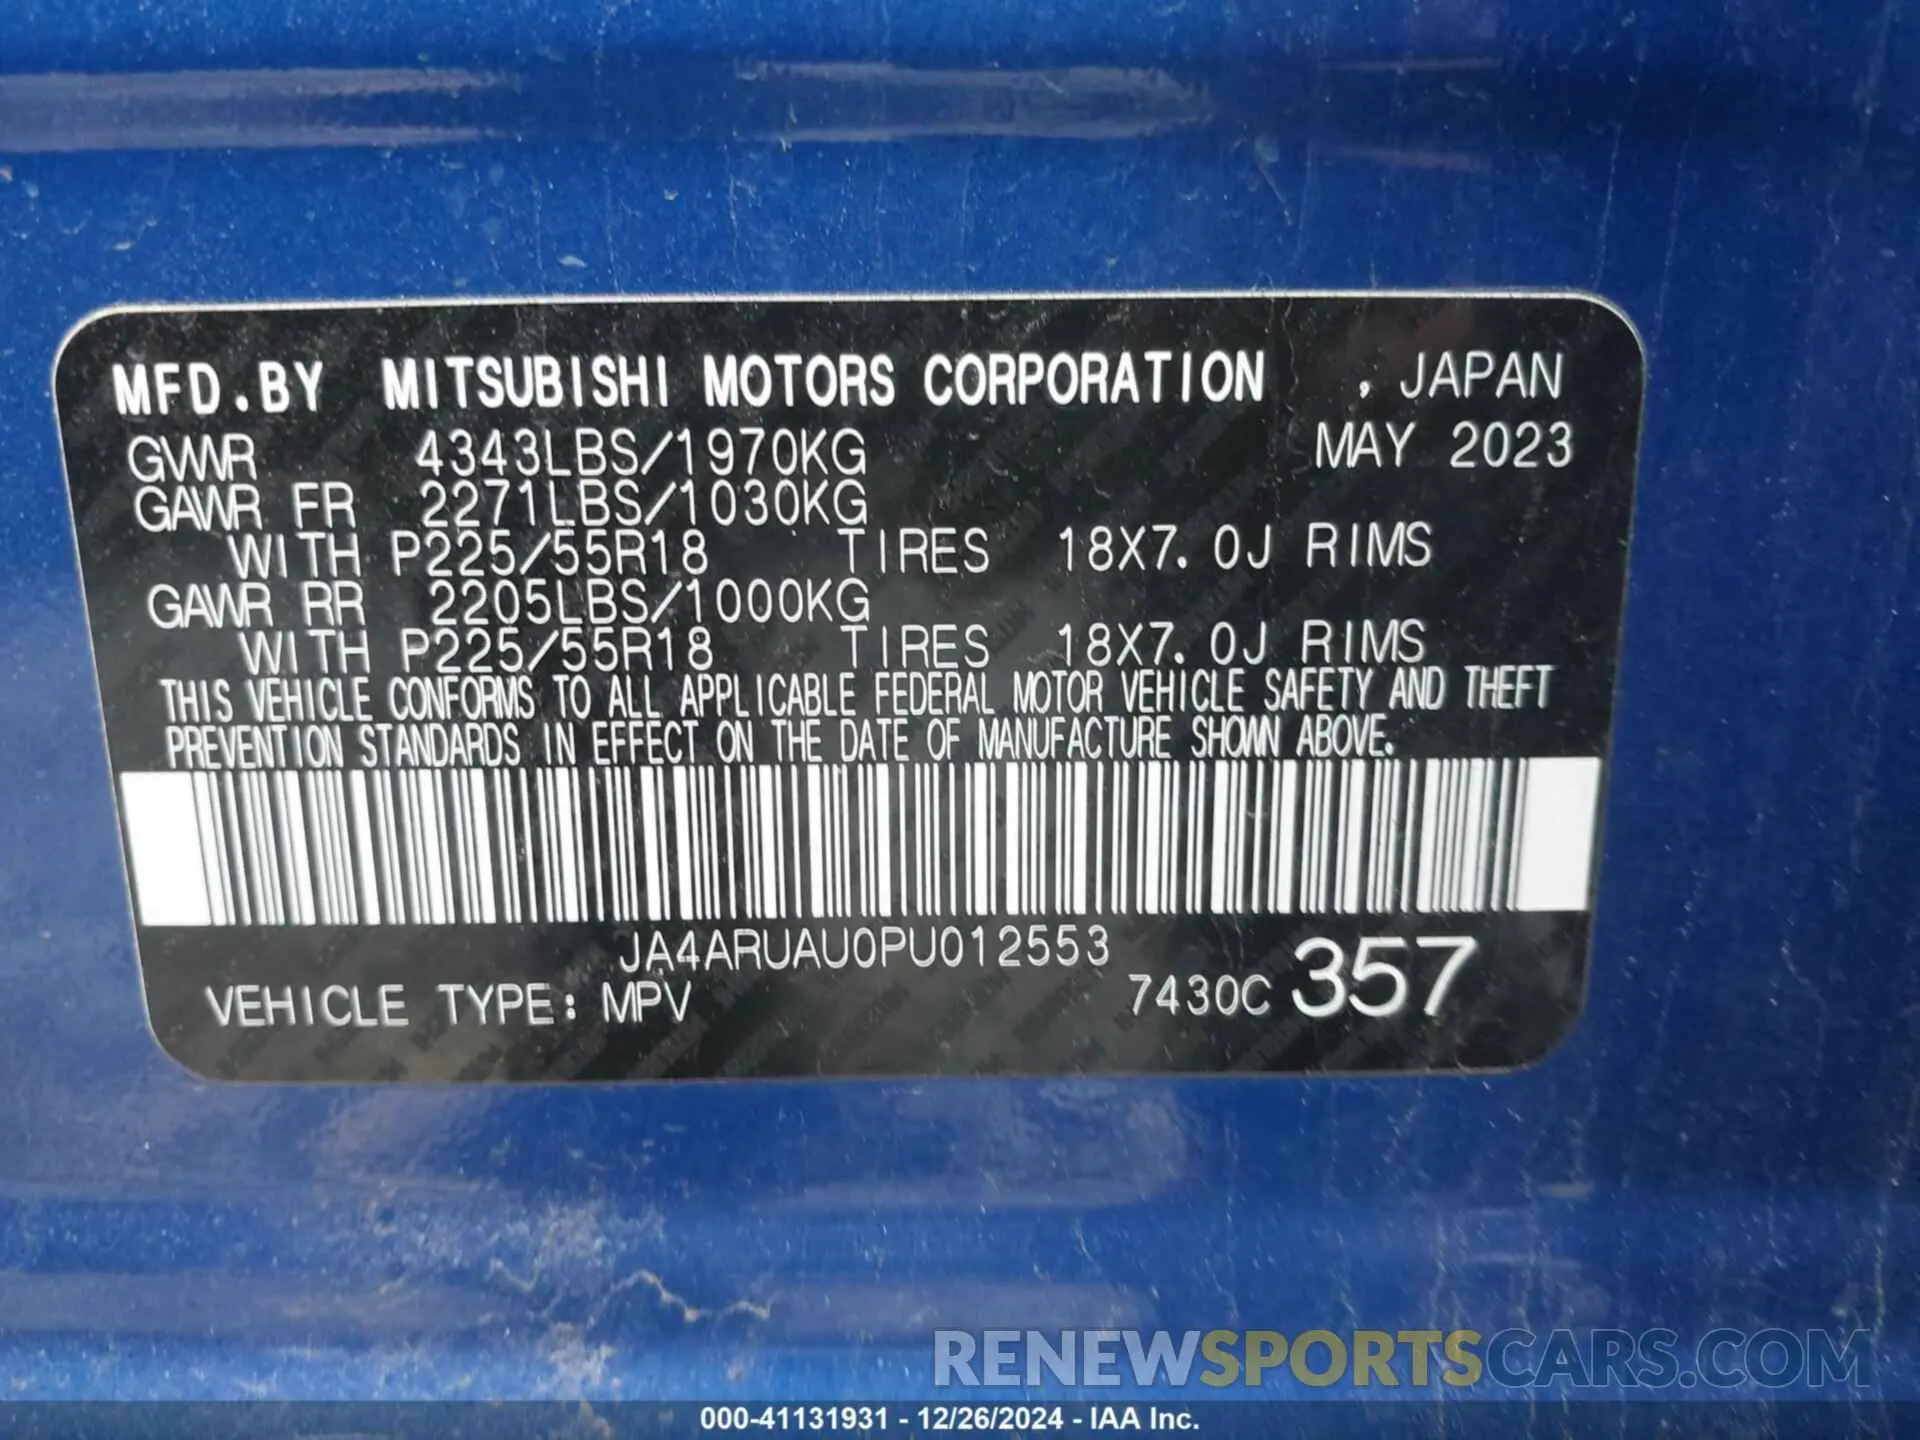 MFD.BY MITSUBISHI MOTORS CORPORATION , JAPAN
GVWR 4343LBS/1970KG MAY 2023
GAWR FR 2271LBS/1030KG
WITH P225/55R18 TIRES 18X7.0J RIMS
GAWR RR 2205LBS/1000KG
WITH P225/55R18 TIRES 18X7.0J RIMS
THIS VEHICLE CONFORMS TO ALL APPLICABLE FEDERAL MOTOR VEHICLE SAFETY AND THEFT
PREVENTION STANDARDS IN EFFECT ON THE DATE OF MANUFACTURE SHOWN ABOVE.
JA4ARUAU0PU012553
VEHICLE TYPE: MPV 7430C 357
RENEWSPORTSCARS.COM
000-41131931 - 12/26/2024 - IAA Inc.